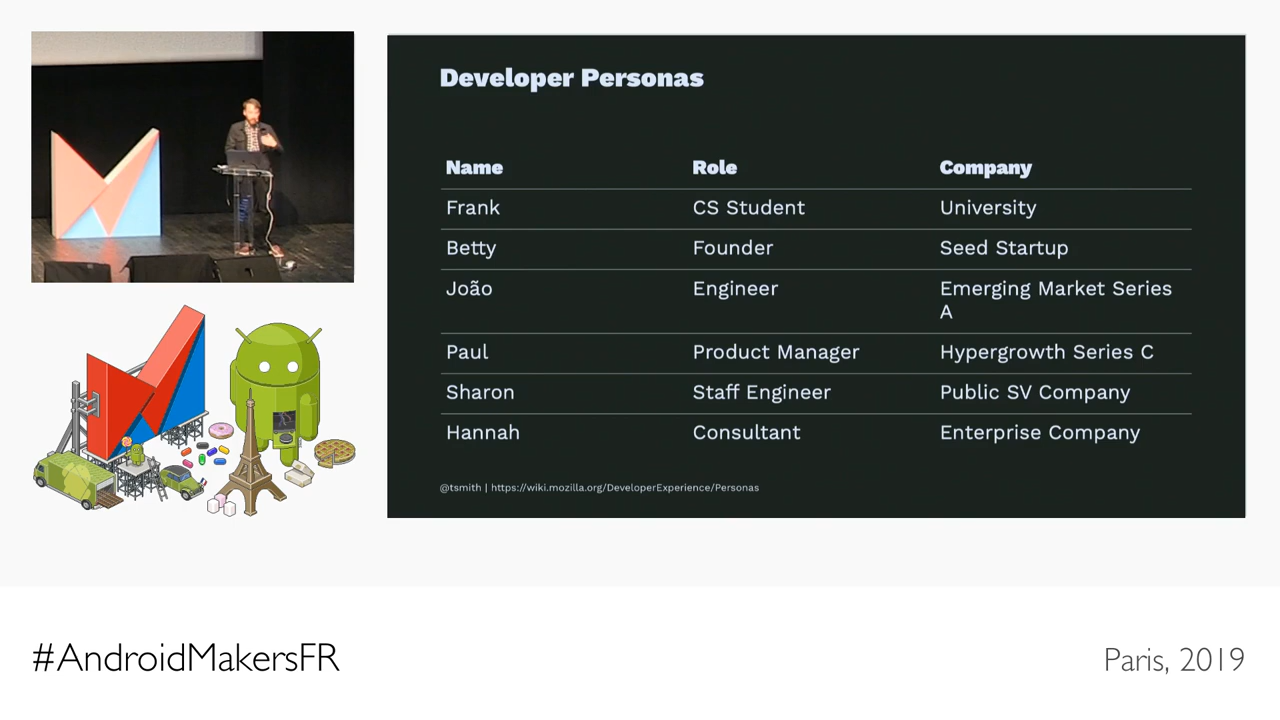 Developer Personas
Name Role Company
Frank CS Student University
Betty Founder Seed Startup
João Engineer Emerging Market Series
A
Paul Product Manager Hypergrowth Series C
Sharon Staff Engineer Public SV Company
Hannah Consultant Enterprise Company
@tsmith | https://wiki.mozilla.org/DeveloperExperience/Personas
#AndroidMakersFR
Paris, 2019